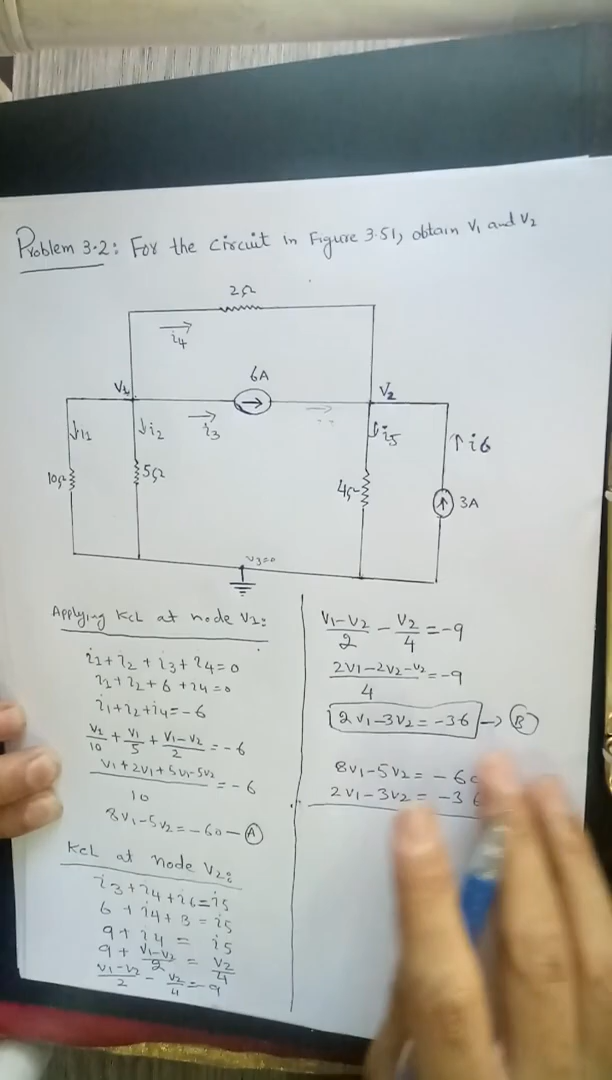 Problem 3.2: For the circuit in Figure 3.51, obtain V1 and V2
2Ω
i4
6A
V1
V2
i1
i2
i3
i5
i6
10Ω
5Ω
4Ω
3A
V3=0
Applying KCL at node V1:
i1+i2+i3+i4=0
i1+i2+6+i4=0
i1+i2+i4=-6
V1/10 + V1/5 + V1-V2/2 = -6
V1+2V1+5V1-5V2/10 = -6
8V1-5V2=-60-Ⓐ
KCL at node V2:
i3+i4+i6=i5
6+i4+3=i5
9+i4=i5
9+ V1-V2/2 = V2/4
V1-V2/2 - V2/4 = -9
V1-V2/2 - V2/4 = -9
2V1-2V2-V2/4 = -9
2V1-3V2=-36 → Ⓑ
8V1-5V2=-60
2V1-3V2=-36